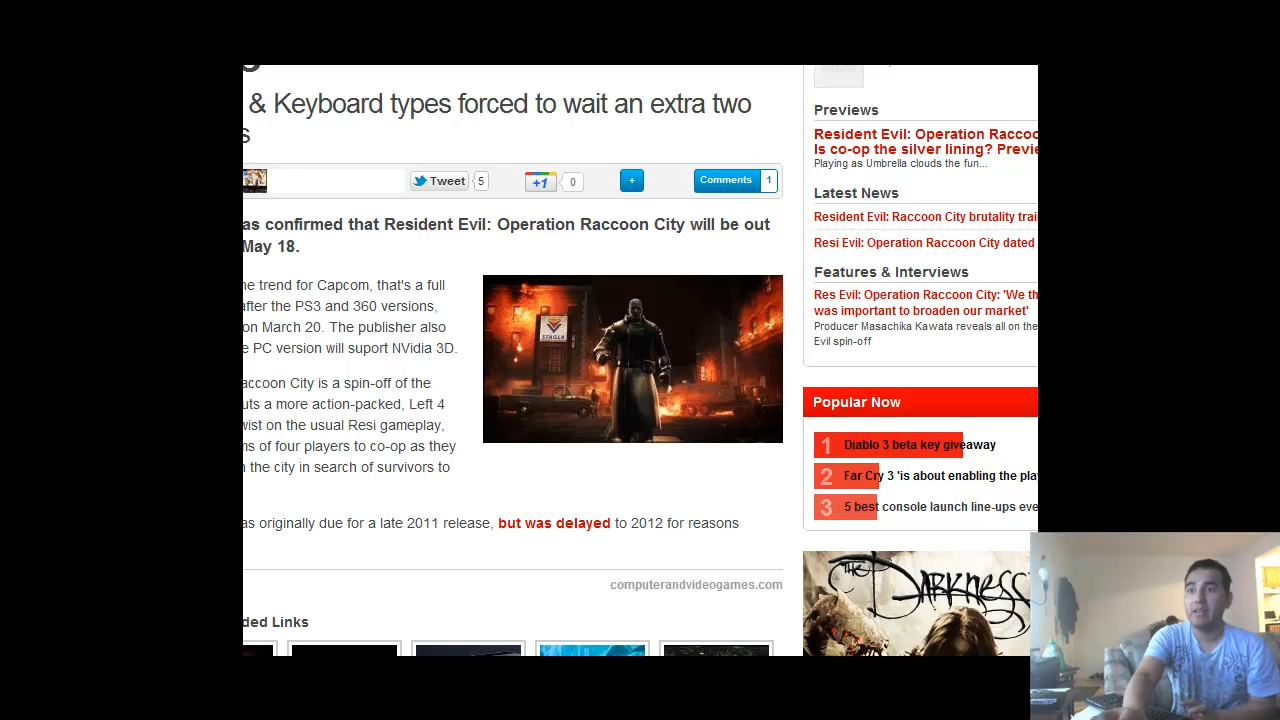 & Keyboard types forced to wait an extra two
s
Tweet 5
+1 0
+
Comments 1
as confirmed that Resident Evil: Operation Raccoon City will be out
May 18.
he trend for Capcom, that's a full
after the PS3 and 360 versions,
on March 20. The publisher also
e PC version will suport NVidia 3D.
accoon City is a spin-off of the
uts a more action-packed, Left 4
wist on the usual Resi gameplay,
ms of four players to co-op as they
n the city in search of survivors to
STAGLA
as originally due for a late 2011 release, but was delayed to 2012 for reasons
computerandvideogames.com
ded Links
Previews
Resident Evil: Operation Raccoo
Is co-op the silver lining? Previe
Playing as Umbrella clouds the fun...
Latest News
Resident Evil: Raccoon City brutality trai
Resi Evil: Operation Raccoon City dated
Features & Interviews
Res Evil: Operation Raccoon City: 'We th
was important to broaden our market'
Producer Masachika Kawata reveals all on the
Evil spin-off
Popular Now
1 Diablo 3 beta key giveaway
2 Far Cry 3 'is about enabling the play
3 5 best console launch line-ups eve
THE DARKNESS